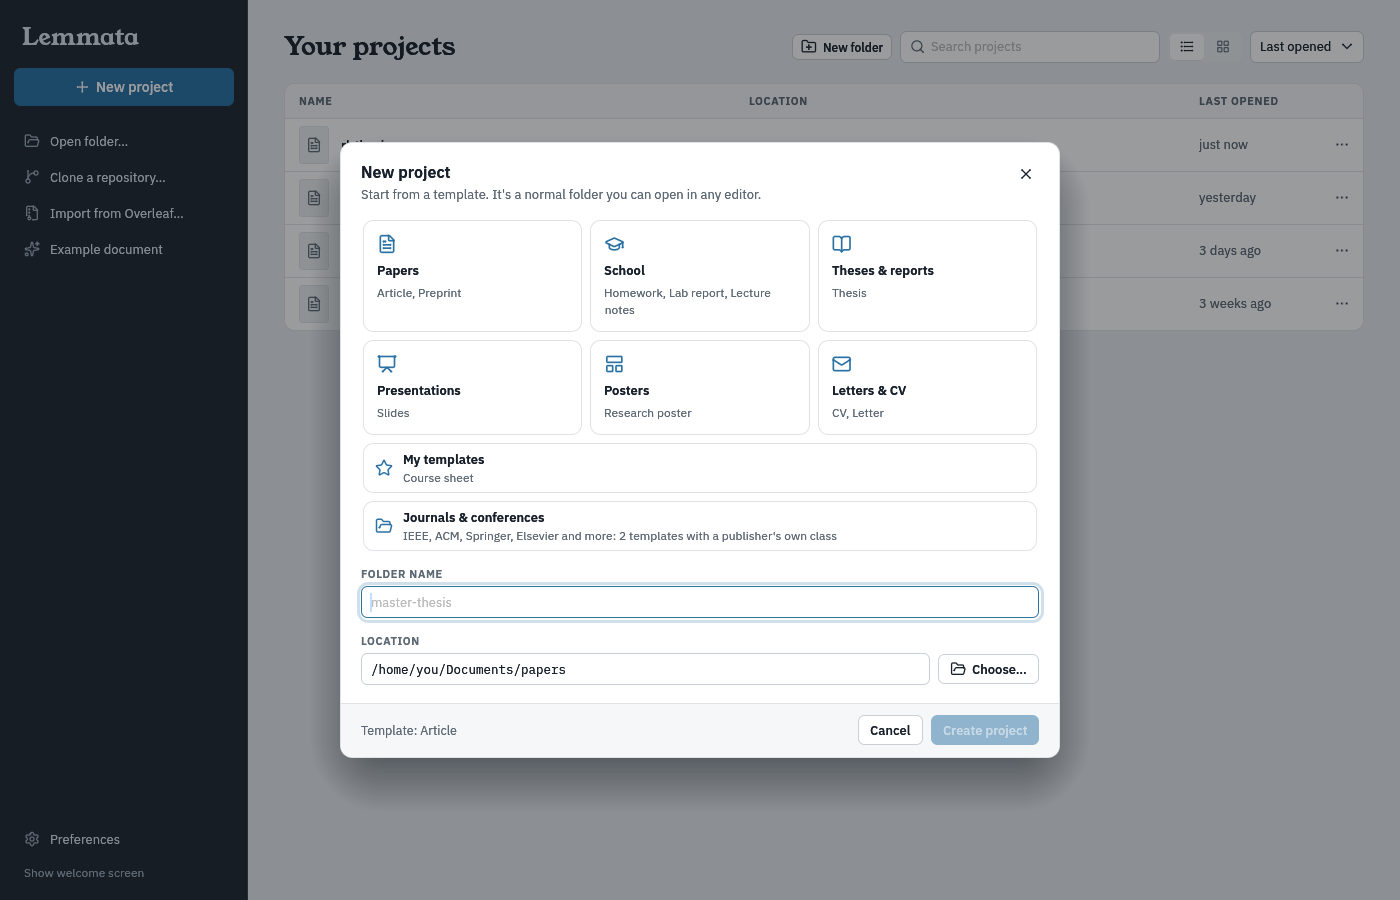 Lemmata
New project
Open folder...
Clone a repository...
Import from Overleaf...
Example document
Preferences
Show welcome screen
Your projects
New folder
Search projects
Last opened
NAME
LOCATION
LAST OPENED
just now
yesterday
3 days ago
3 weeks ago
New project
Start from a template. It's a normal folder you can open in any editor.
Papers
Article, Preprint
School
Homework, Lab report, Lecture
notes
Theses & reports
Thesis
Presentations
Slides
Posters
Research poster
Letters & CV
CV, Letter
My templates
Course sheet
Journals & conferences
IEEE, ACM, Springer, Elsevier and more: 2 templates with a publisher's own class
FOLDER NAME
master-thesis
LOCATION
/home/you/Documents/papers
Choose...
Template: Article
Cancel
Create project